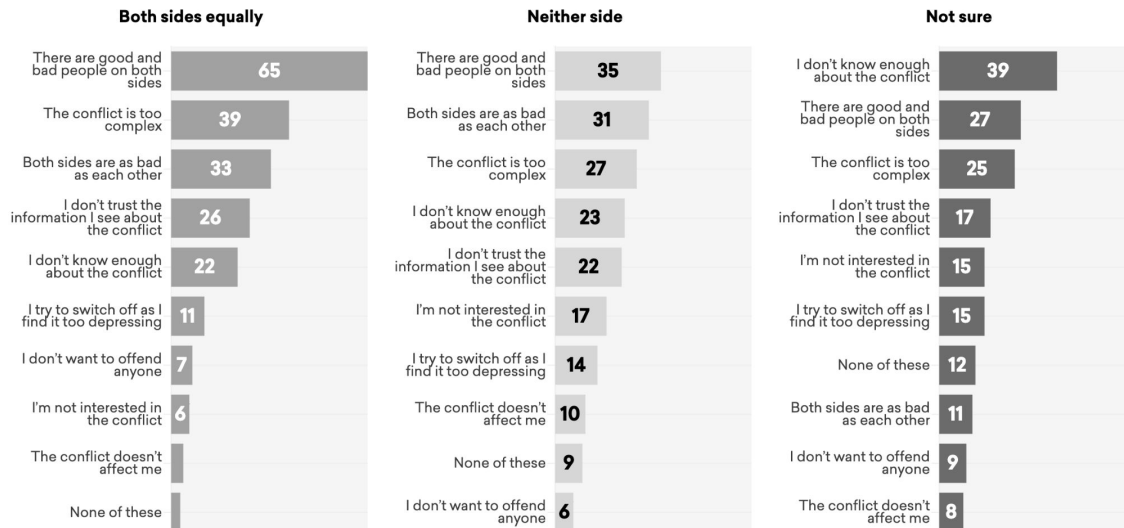 Both sides equally
There are good and
bad people on both
sides
65
The conflict is too
complex
39
Both sides are as bad
as each other
33
I don't trust the
information I see about
the conflict
26
I don't know enough
about the conflict
22
I try to switch off as I
find it too depressing
11
I don't want to offend
anyone
7
I'm not interested in
the conflict
6
The conflict doesn't
affect me
None of these
Neither side
There are good and
bad people on both
sides
35
Both sides are as bad
as each other
31
The conflict is too
complex
27
I don't know enough
about the conflict
23
I don't trust the
information I see about
the conflict
22
I'm not interested in
the conflict
17
I try to switch off as I
find it too depressing
14
The conflict doesn't
affect me
10
None of these
9
I don't want to offend
anyone
6
Not sure
I don't know enough
about the conflict
39
There are good and
bad people on both
sides
27
The conflict is too
complex
25
I don't trust the
information I see about
the conflict
17
I'm not interested in
the conflict
15
I try to switch off as I
find it too depressing
15
None of these
12
Both sides are as bad
as each other
11
I don't want to offend
anyone
9
The conflict doesn't
affect me
8